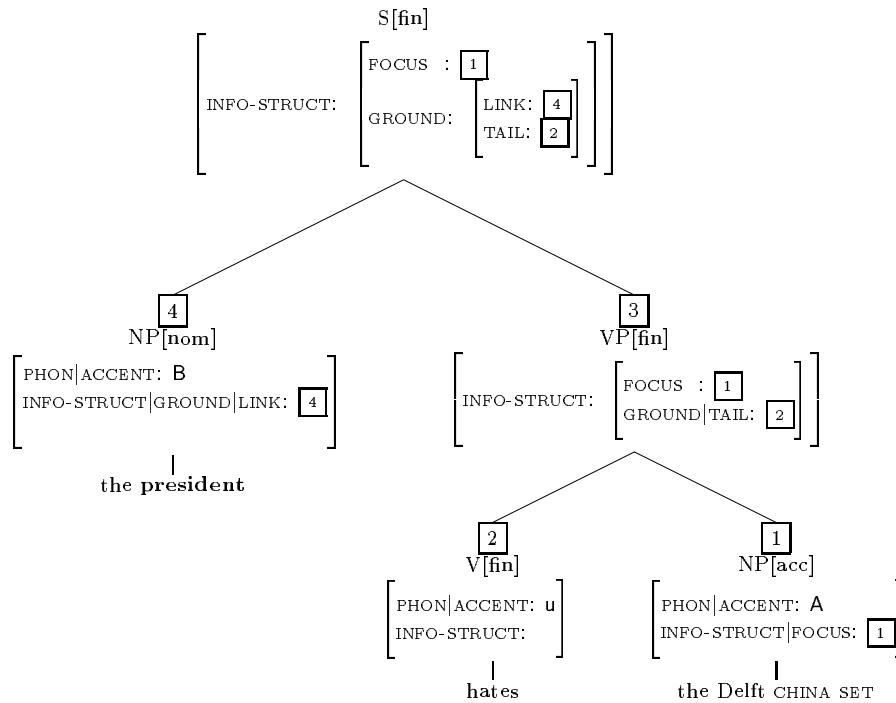 S[fin]
INFO-STRUCT: FOCUS : 1
GROUND: LINK: 4
TAIL: 2
4
NP[nom]
PHON|ACCENT: B
INFO-STRUCT|GROUND|LINK: 4
the president
3
VP[fin]
INFO-STRUCT: FOCUS : 1
GROUND|TAIL: 2
2
V[fin]
PHON|ACCENT: u
INFO-STRUCT:
hates
1
NP[acc]
PHON|ACCENT: A
INFO-STRUCT|FOCUS: 1
the Delft CHINA SET